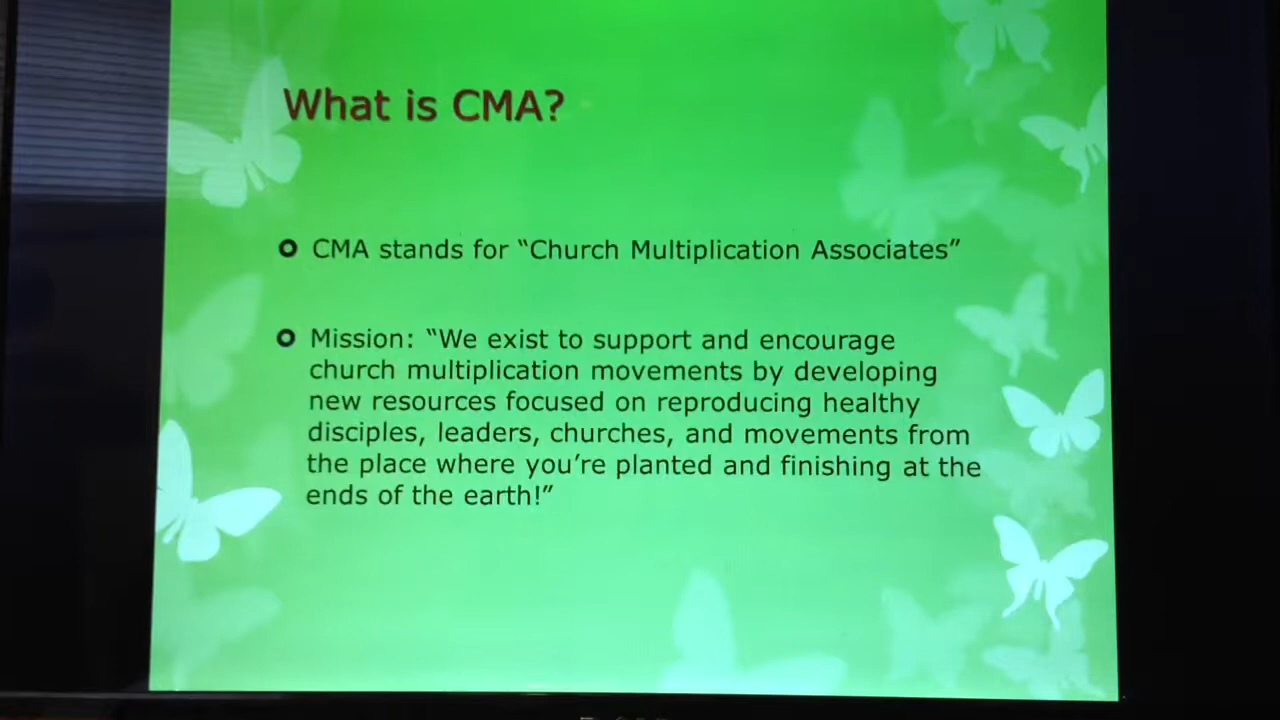 What is CMA?
CMA stands for “Church Multiplication Associates”
Mission: “We exist to support and encourage
church multiplication movements by developing
new resources focused on reproducing healthy
disciples, leaders, churches, and movements from
the place where you’re planted and finishing at the
ends of the earth!”